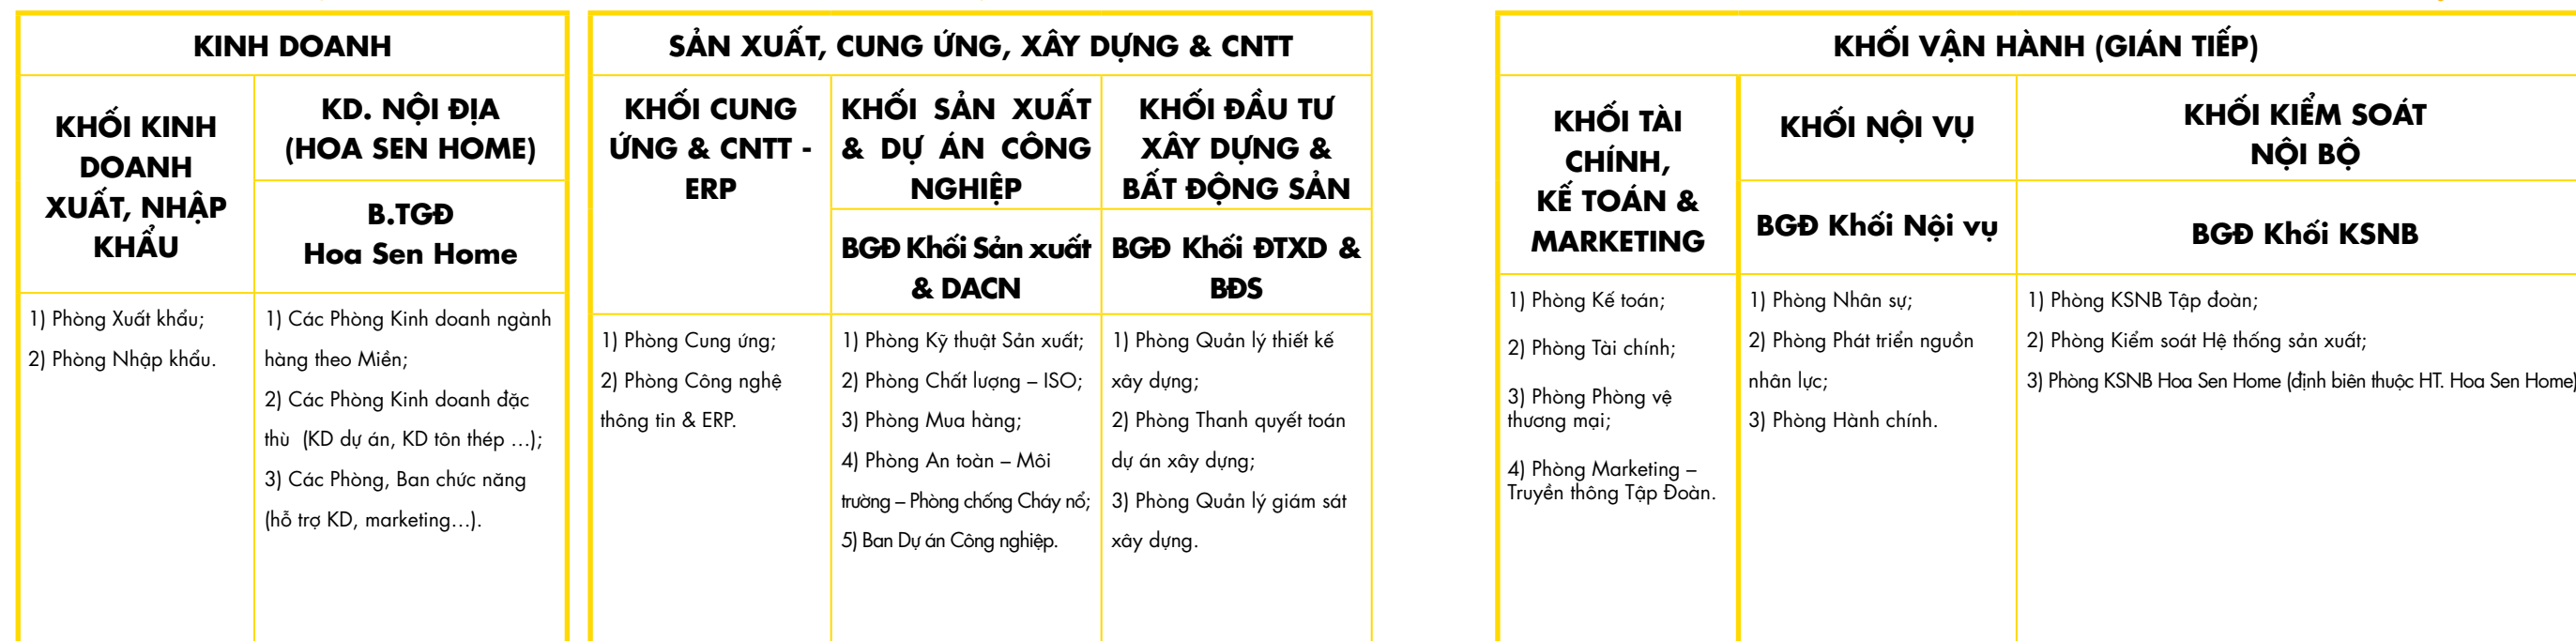 KINH DOANH
KHỐI KINH
DOANH
XUẤT, NHẬP
KHẨU
KD. NỘI ĐỊA
(HOA SEN HOME)
B.TGĐ
Hoa Sen Home
1) Phòng Xuất khẩu;
2) Phòng Nhập khẩu.
1) Các Phòng Kinh doanh ngành
hàng theo Miền;
2) Các Phòng Kinh doanh đặc
thù (KD dự án, KD tôn thép ...);
3) Các Phòng, Ban chức năng
(hỗ trợ KD, marketing...).
SẢN XUẤT, CUNG ỨNG, XÂY DỰNG & CNTT
KHỐI CUNG
ỨNG & CNTT -
ERP
KHỐI SẢN XUẤT
& DỰ ÁN CÔNG
NGHIỆP
BGĐ Khối Sản xuất
& DACN
KHỐI ĐẦU TƯ
XÂY DỰNG &
BẤT ĐỘNG SẢN
BGĐ Khối ĐTXD &
BĐS
1) Phòng Cung ứng;
2) Phòng Công nghệ
thông tin & ERP.
1) Phòng Kỹ thuật Sản xuất;
2) Phòng Chất lượng – ISO;
3) Phòng Mua hàng;
4) Phòng An toàn – Môi
trường – Phòng chống Cháy nổ;
5) Ban Dự án Công nghiệp.
1) Phòng Quản lý thiết kế
xây dựng;
2) Phòng Thanh quyết toán
dự án xây dựng;
3) Phòng Quản lý giám sát
xây dựng.
KHỐI VẬN HÀNH (GIÁN TIẾP)
KHỐI TÀI
CHÍNH,
KẾ TOÁN &
MARKETING
KHỐI NỘI VỤ
BGĐ Khối Nội vụ
KHỐI KIỂM SOÁT
NỘI BỘ
BGĐ Khối KSNB
1) Phòng Kế toán;
2) Phòng Tài chính;
3) Phòng Phòng vệ
thương mại;
4) Phòng Marketing –
Truyền thông Tập Đoàn.
1) Phòng Nhân sự;
2) Phòng Phát triển nguồn
nhân lực;
3) Phòng Hành chính.
1) Phòng KSNB Tập đoàn;
2) Phòng Kiểm soát Hệ thống sản xuất;
3) Phòng KSNB Hoa Sen Home (định biên thuộc HT. Hoa Sen Home)